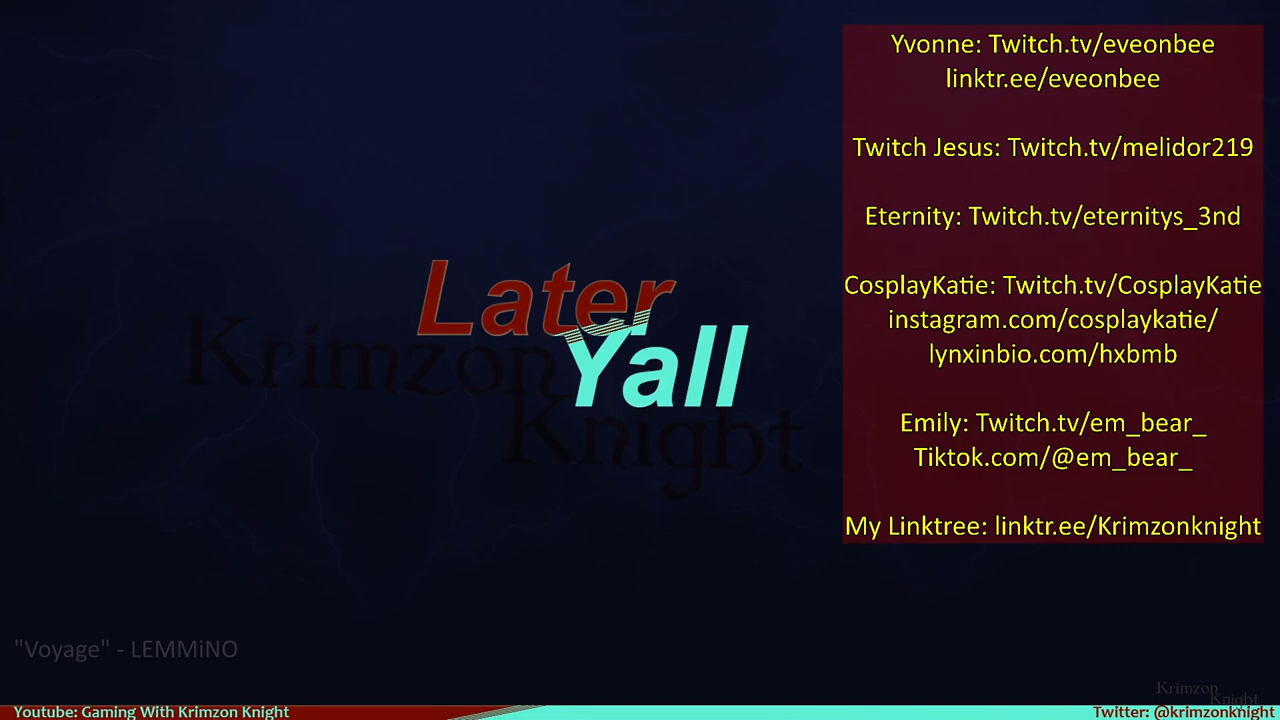 Yvonne: Twitch.tv/eveonbee
linktr.ee/eveonbee
Twitch Jesus: Twitch.tv/melidor219
Eternity: Twitch.tv/eternitys_3nd
CosplayKatie: Twitch.tv/CosplayKatie
instagram.com/cosplaykatie/
lynxinbio.com/hxbmb
Emily: Twitch.tv/em_bear_
Tiktok.com/@em_bear_
My Linktree: linktr.ee/Krimzonknight
Later
Yall
Krimzon
Knight
"Voyage" - LEMMiNO
Krimzon
Knight
Youtube: Gaming With Krimzon Knight
Twitter: @krimzonknight